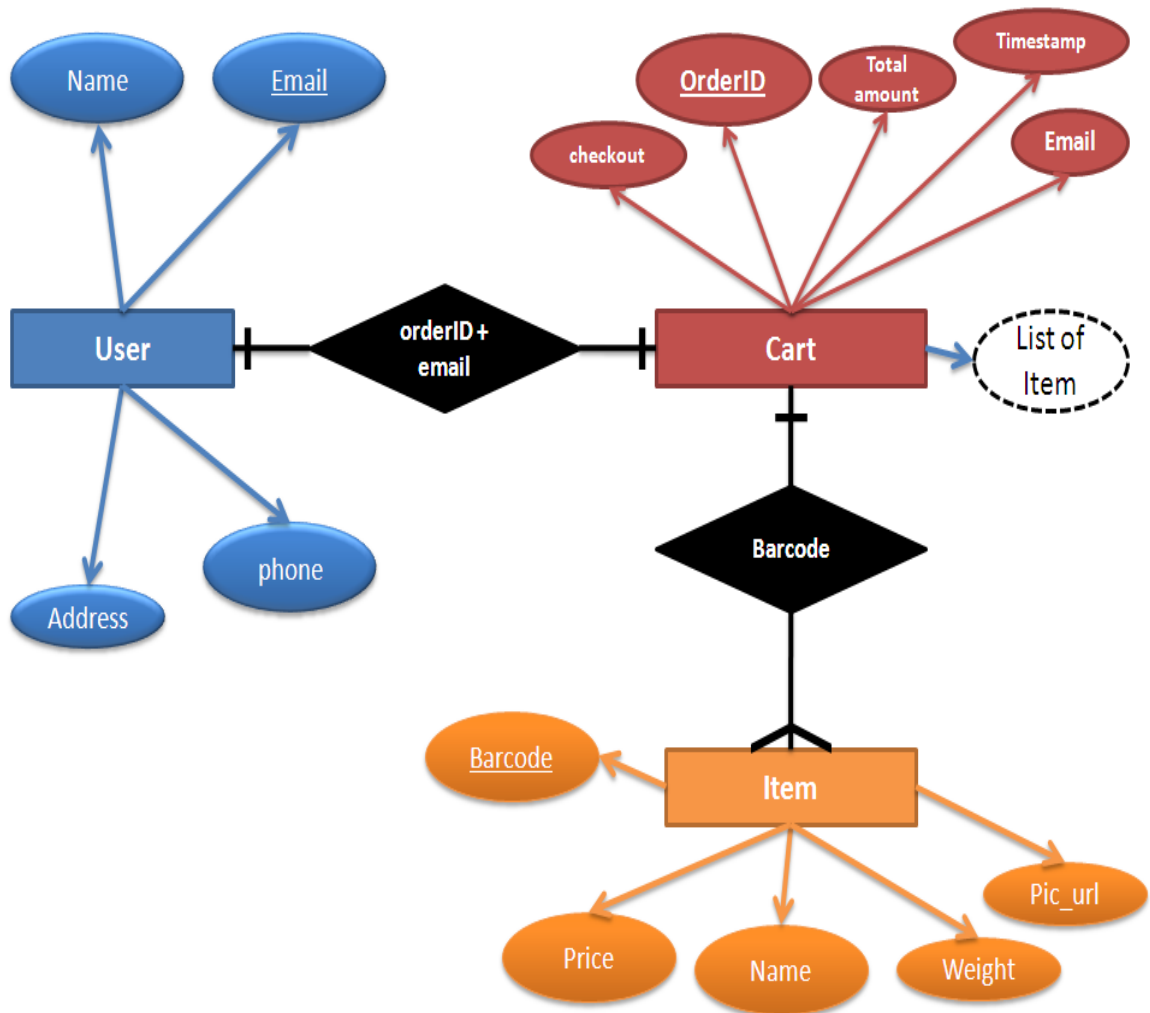 Name
Email
checkout
OrderID
Total
amount
Timestamp
Email
User
orderID +
email
Cart
List of
Item
Address
phone
Barcode
Barcode
Item
Price
Name
Weight
Pic_url